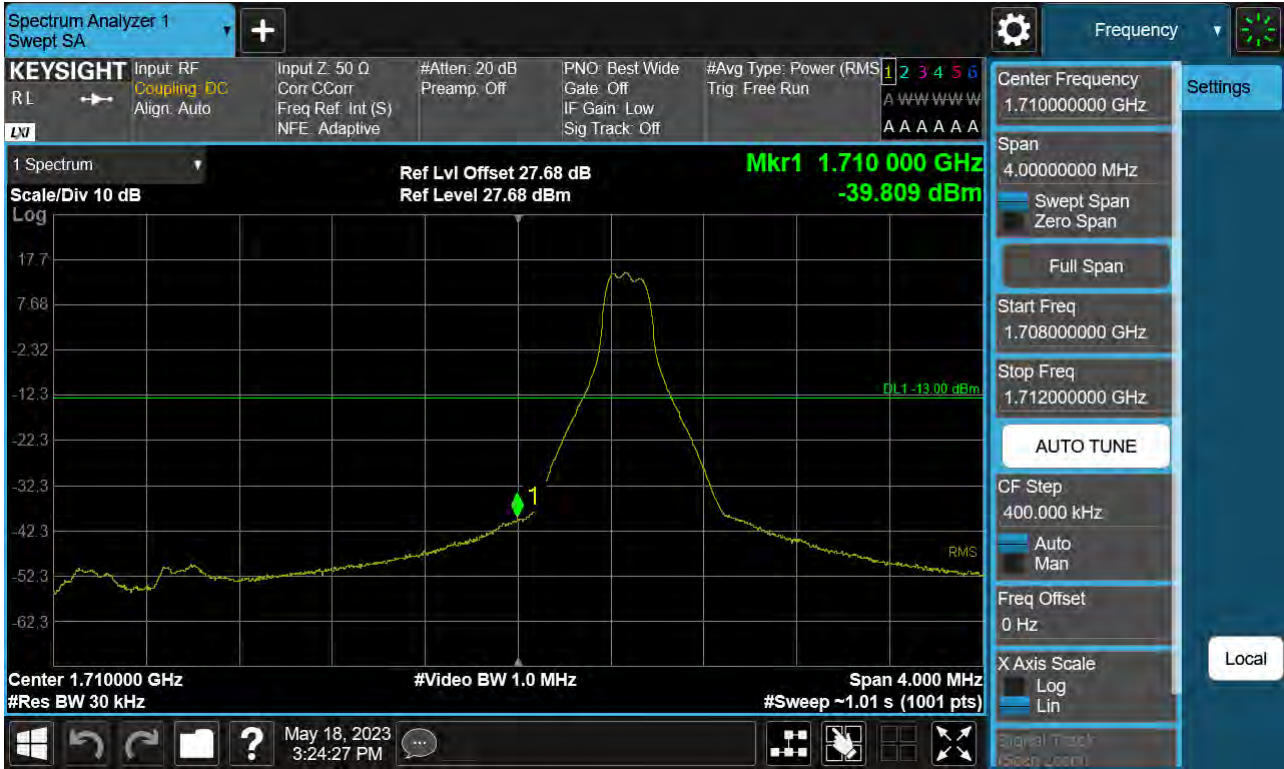 Spectrum Analyzer 1
Swept SA
+
Frequency
KEYSIGHT
RL
LXI
Input: RF
Coupling: DC
Align: Auto
Input Z: 50 Ω
Corr CCorr
Freq Ref: Int (S)
NFE: Adaptive
#Atten: 20 dB
Preamp: Off
PNO: Best Wide
Gate: Off
IF Gain: Low
Sig Track: Off
#Avg Type: Power (RMS
Trig: Free Run
1 2 3 4 5 6
A W W W W W
A A A A A A
1 Spectrum
Scale/Div 10 dB
Log
Ref Lvl Offset 27.68 dB
Ref Level 27.68 dBm
Mkr1 1.710 000 GHz
-39.809 dBm
17.7
7.68
-2.32
-12.3
-22.3
-32.3
-42.3
-52.3
-62.3
DL1 -13.00 dBm
1
RMS
Center 1.710000 GHz
#Res BW 30 kHz
#Video BW 1.0 MHz
Span 4.000 MHz
#Sweep ~1.01 s (1001 pts)
Center Frequency
1.710000000 GHz
Span
4.00000000 MHz
Swept Span
Zero Span
Full Span
Start Freq
1.708000000 GHz
Stop Freq
1.712000000 GHz
AUTO TUNE
CF Step
400.000 kHz
Auto
Man
Freq Offset
0 Hz
X Axis Scale
Log
Lin
Signal Track
(Span Zoom)
Settings
Local
?
May 18, 2023
3:24:27 PM